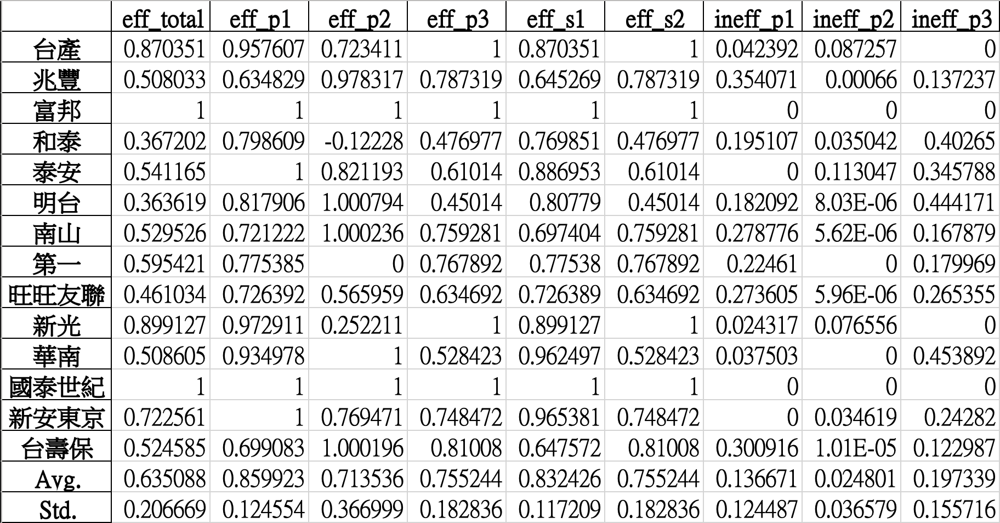 eff_total eff_p1 eff_p2 eff_p3 eff_s1 eff_s2 ineff_p1 ineff_p2 ineff_p3
台產 0.870351 0.957607 0.723411 1 0.870351 1 0.042392 0.087257 0
兆豐 0.508033 0.634829 0.978317 0.787319 0.645269 0.787319 0.354071 0.00066 0.137237
富邦 1 1 1 1 1 1 0 0 0
和泰 0.367202 0.798609 -0.12228 0.476977 0.769851 0.476977 0.195107 0.035042 0.40265
泰安 0.541165 1 0.821193 0.61014 0.886953 0.61014 0 0.113047 0.345788
明台 0.363619 0.817906 1.000794 0.45014 0.80779 0.45014 0.182092 8.03E-06 0.444171
南山 0.529526 0.721222 1.000236 0.759281 0.697404 0.759281 0.278776 5.62E-06 0.167879
第一 0.595421 0.775385 0 0.767892 0.77538 0.767892 0.22461 0 0.179969
旺旺友聯 0.461034 0.726392 0.565959 0.634692 0.726389 0.634692 0.273605 5.96E-06 0.265355
新光 0.899127 0.972911 0.252211 1 0.899127 1 0.024317 0.076556 0
華南 0.508605 0.934978 1 0.528423 0.962497 0.528423 0.037503 0 0.453892
國泰世紀 1 1 1 1 1 1 0 0 0
新安東京 0.722561 1 0.769471 0.748472 0.965381 0.748472 0 0.034619 0.24282
台壽保 0.524585 0.699083 1.000196 0.81008 0.647572 0.81008 0.300916 1.01E-05 0.122987
Avg. 0.635088 0.859923 0.713536 0.755244 0.832426 0.755244 0.136671 0.024801 0.197339
Std. 0.206669 0.124554 0.366999 0.182836 0.117209 0.182836 0.124487 0.036579 0.155716